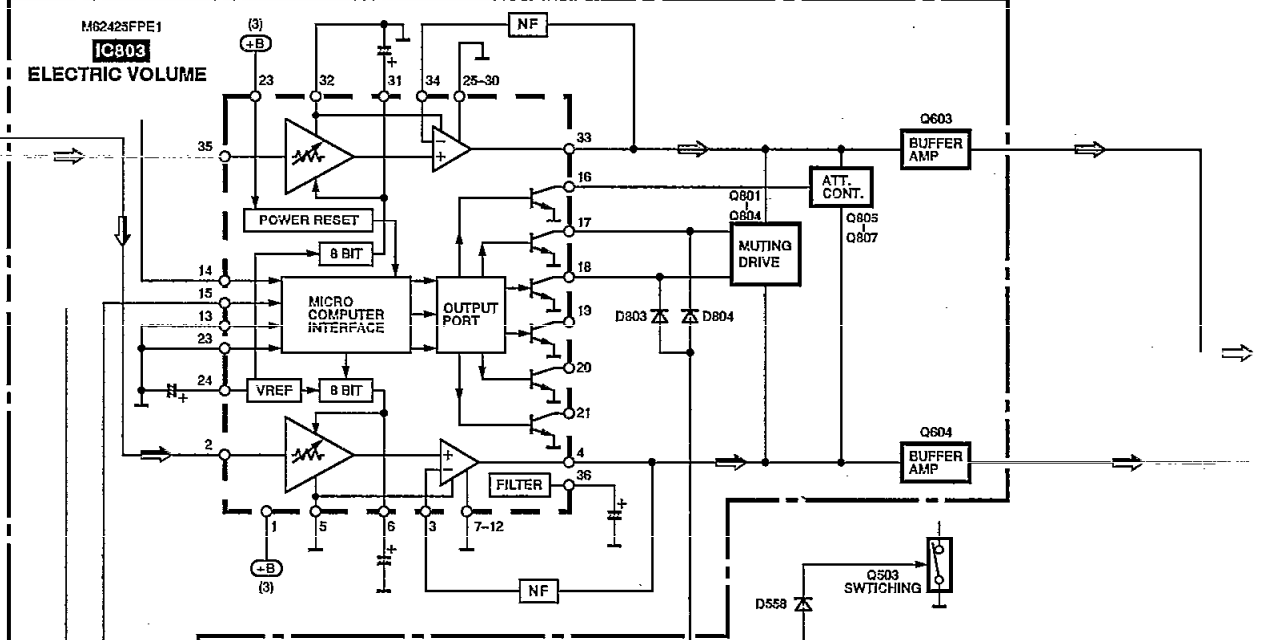 M62425FPE1
IC803
ELECTRIC VOLUME
(3)
+B
23
32
31
34
25-30
NF
+
35
33
Q603
BUFFER
AMP
16
ATT.
CONT.
Q801
Q804
Q805
Q807
POWER RESET
17
MUTING
DRIVE
8 BIT
18
14
15
13
23
24
MICRO
COMPUTER
INTERFACE
OUTPUT
PORT
19
D803
D804
20
VREF
8 BIT
+
21
2
4
Q604
BUFFER
AMP
36
FILTER
+
1
5
6
3
7-12
+
+B
(3)
NF
Q503
SWTICHING
D558